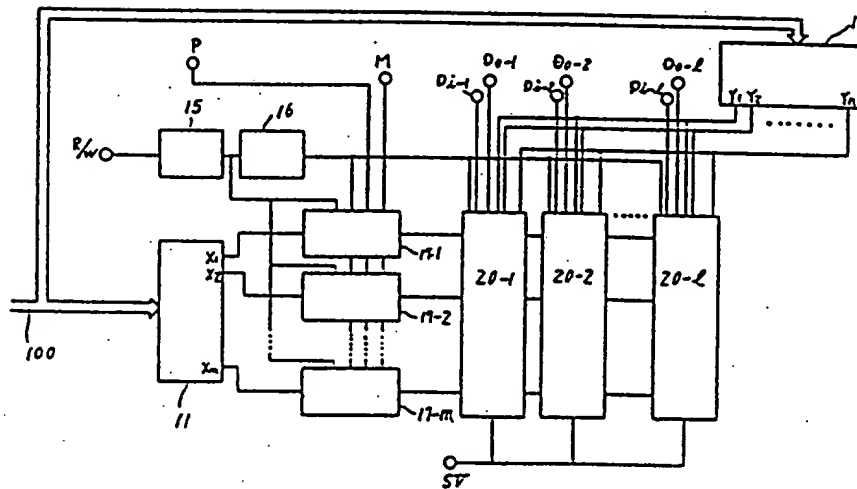 P
M
Di-1
Do-1
Di-2
Do-2
Di-l
Do-l
Y1 Y2 Yn
15
16
R/W
X1
X2
Xm
11
100
17-1
17-2
17-m
20-1
20-2
20-l
SV